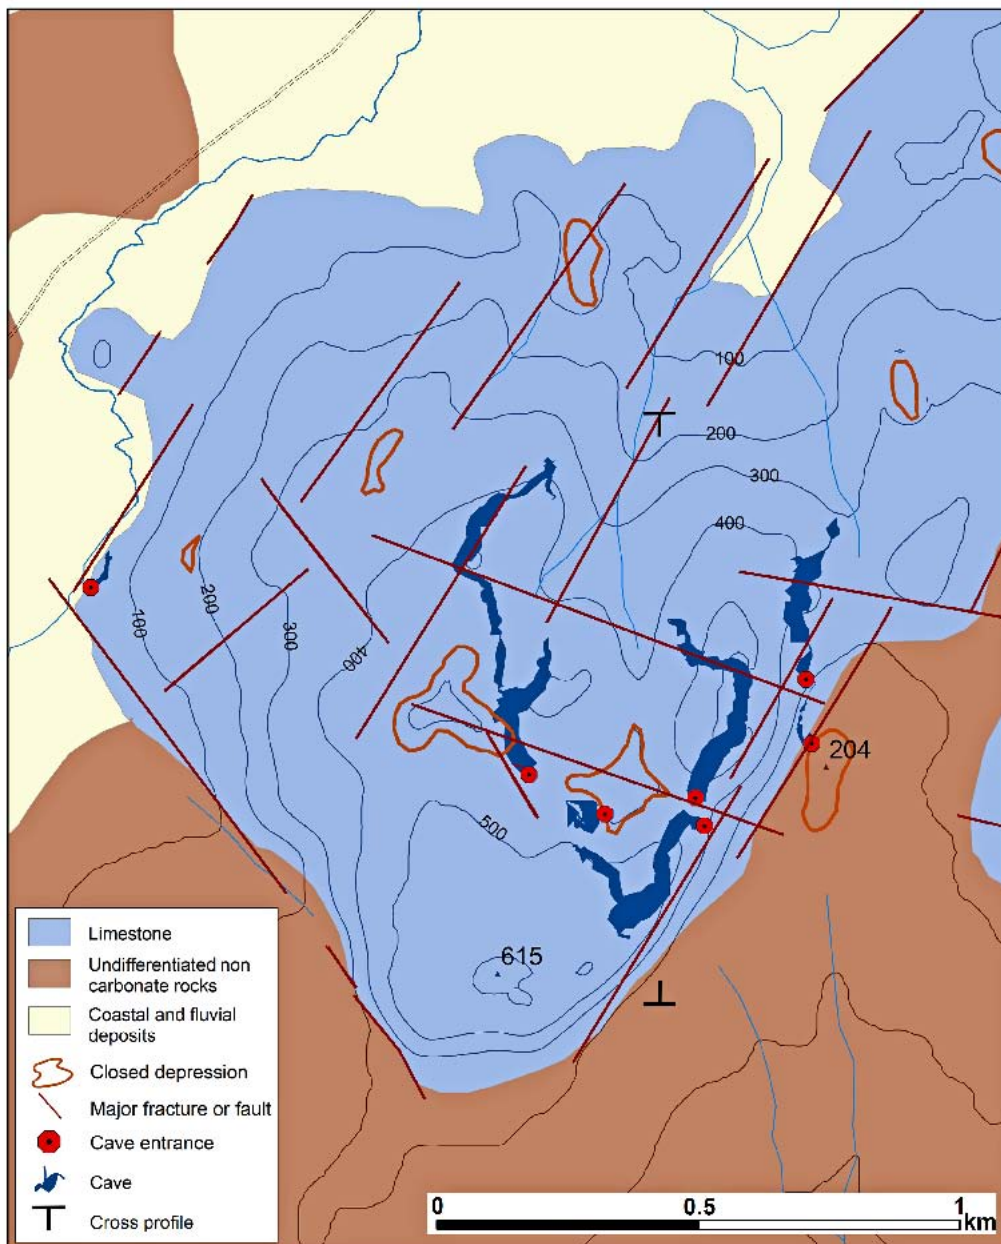 100
200
300
400
204
100
200
300
400
500
615
Limestone
Undifferentiated non
carbonate rocks
Coastal and fluvial
deposits
Closed depression
Major fracture or fault
Cave entrance
Cave
Cross profile
0 0.5 1
km